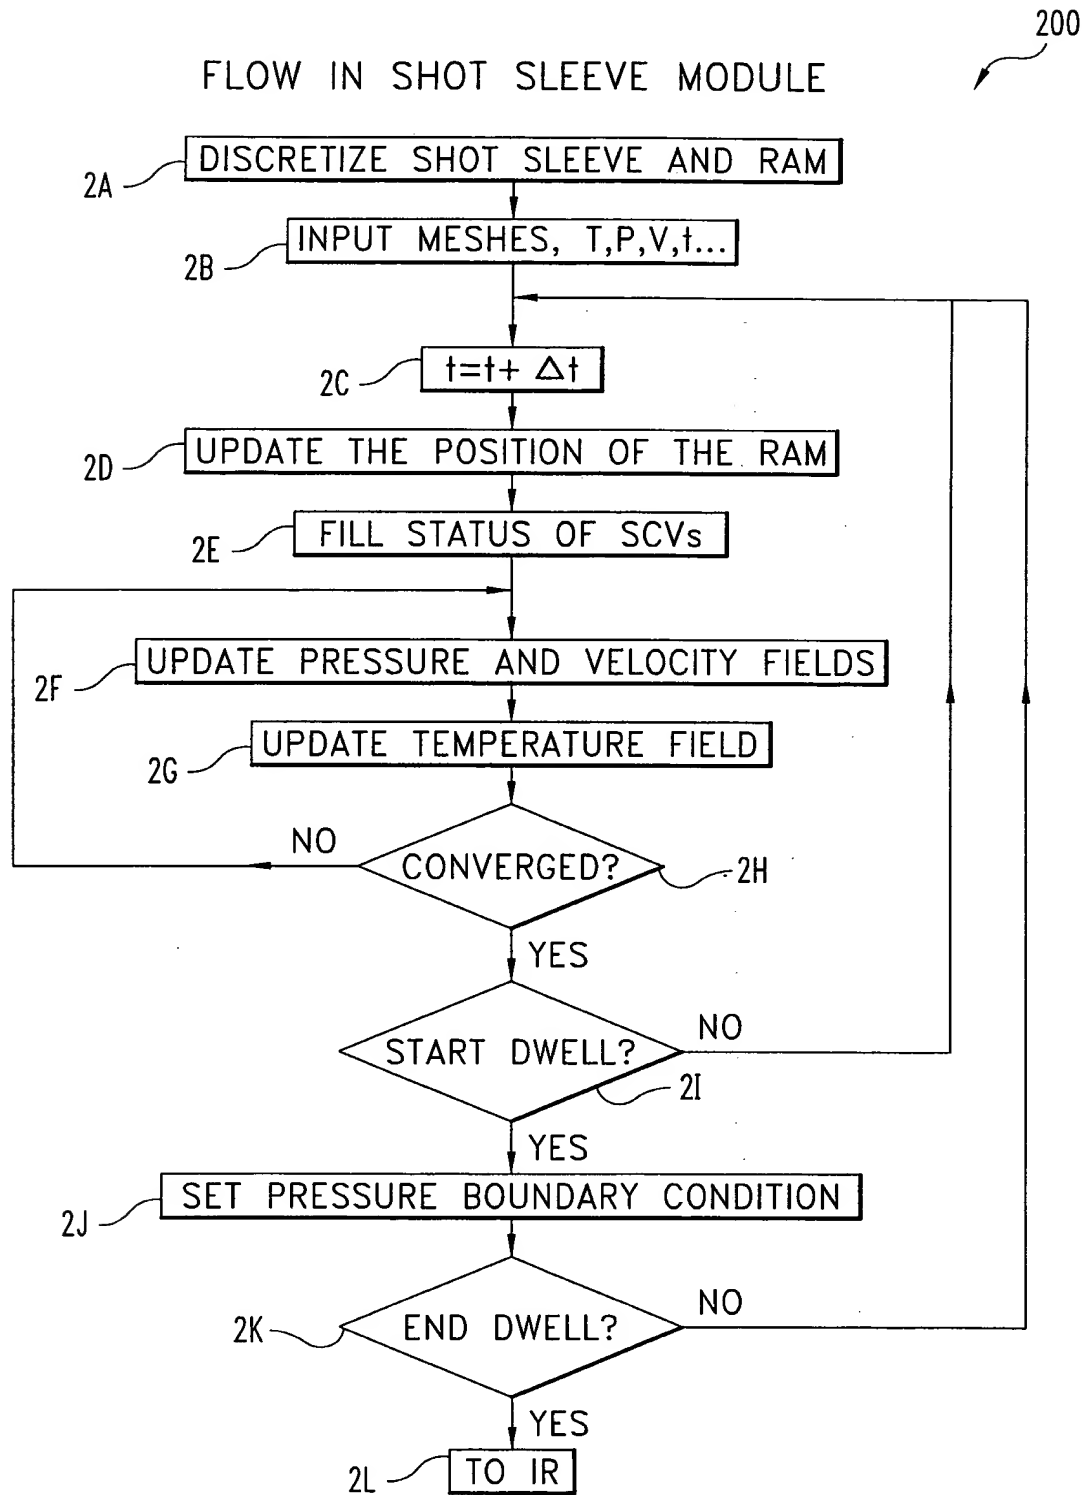 200
FLOW IN SHOT SLEEVE MODULE
DISCRETIZE SHOT SLEEVE AND RAM
2A
INPUT MESHES, T,P,V,t...
2B
t=t+ Δt
2C
UPDATE THE POSITION OF THE RAM
2D
FILL STATUS OF SCVs
2E
UPDATE PRESSURE AND VELOCITY FIELDS
2F
UPDATE TEMPERATURE FIELD
2G
NO
CONVERGED?
2H
YES
START DWELL?
NO
2I
YES
SET PRESSURE BOUNDARY CONDITION
2J
END DWELL?
NO
2K
YES
TO IR
2L